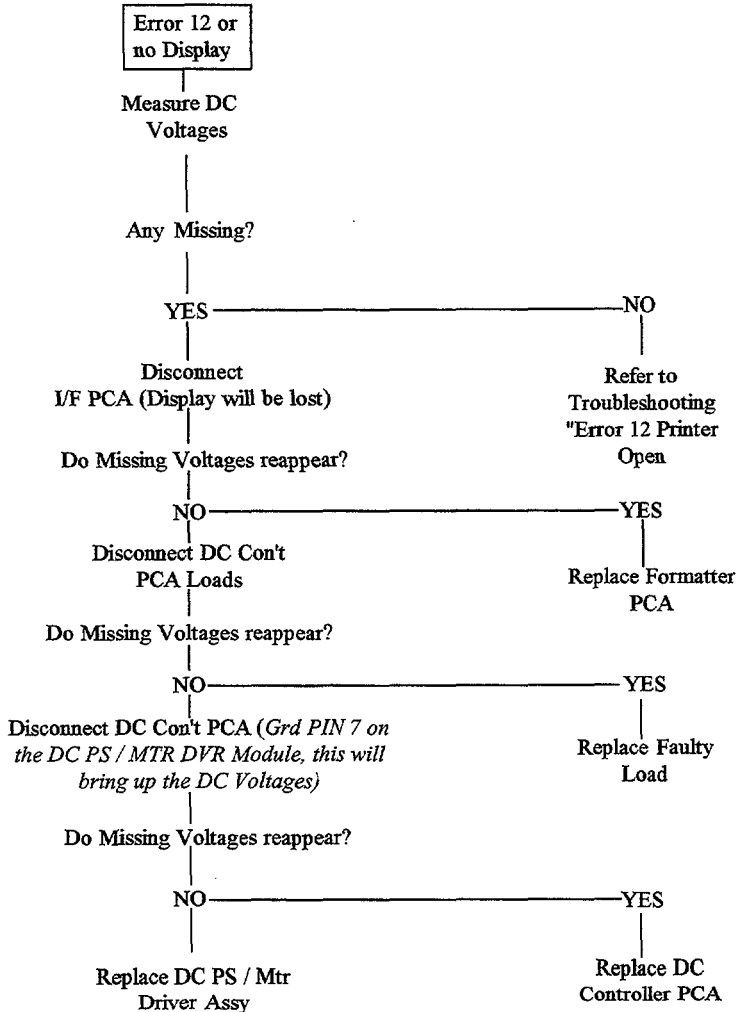 Error 12 or
no Display
Measure DC
Voltages
Any Missing?
YES
NO
Disconnect
I/F PCA (Display will be lost)
Refer to
Troubleshooting
"Error 12 Printer
Open
Do Missing Voltages reappear?
NO
YES
Disconnect DC Con't
PCA Loads
Replace Formatter
PCA
Do Missing Voltages reappear?
NO
YES
Disconnect DC Con't PCA (Grd PIN 7 on
the DC PS / MTR DVR Module, this will
bring up the DC Voltages)
Replace Faulty
Load
Do Missing Voltages reappear?
NO
YES
Replace DC PS / Mtr
Driver Assy
Replace DC
Controller PCA